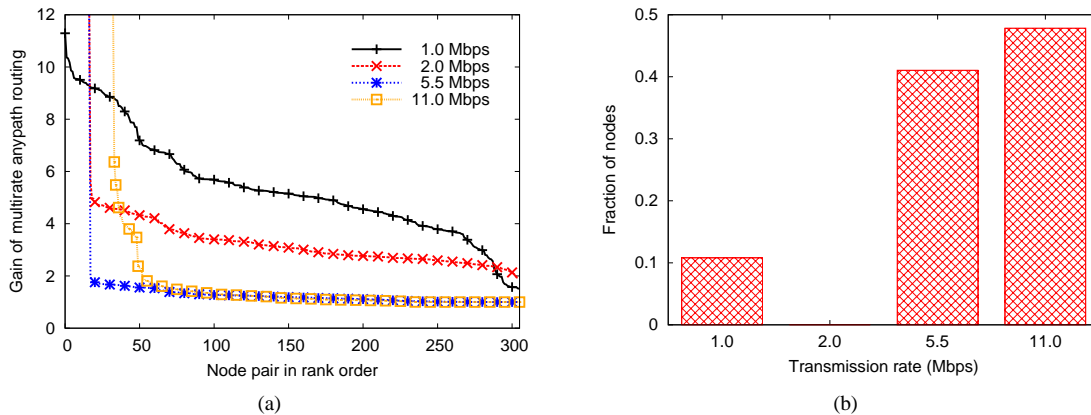 Gain of multirate anypath routing
12
10
8
6
4
2
0
1.0 Mbps
2.0 Mbps
5.5 Mbps
11.0 Mbps
0 50 100 150 200 250 300
Node pair in rank order
(a)
Fraction of nodes
0.5
0.4
0.3
0.2
0.1
0
1.0 2.0 5.5 11.0
Transmission rate (Mbps)
(b)